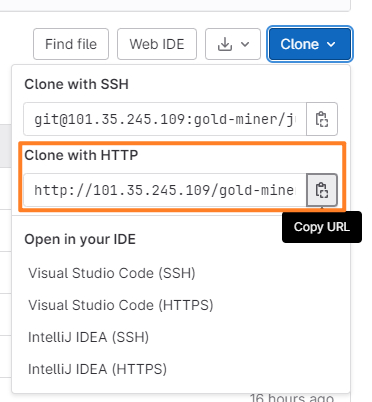 Find file
Web IDE
Clone
Clone with SSH
git@101.35.245.109:gold-miner/j
Clone with HTTP
http://101.35.245.109/gold-mine
Copy URL
Open in your IDE
Visual Studio Code (SSH)
Visual Studio Code (HTTPS)
IntelliJ IDEA (SSH)
IntelliJ IDEA (HTTPS)
16 hours ago